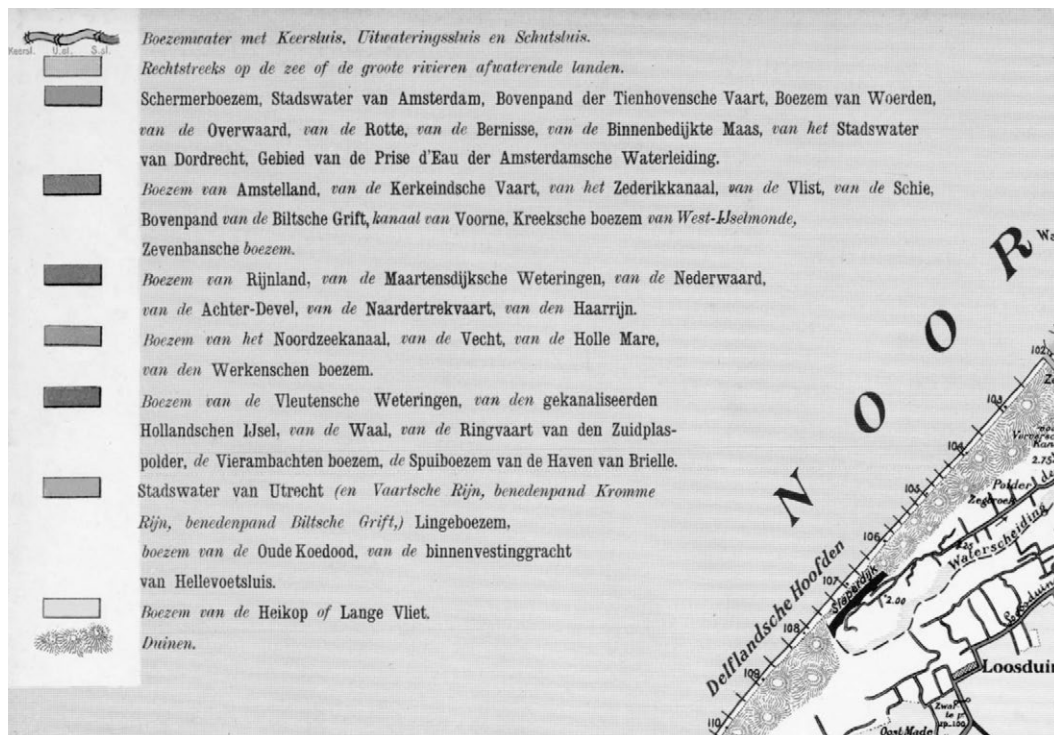 Keersl. U.sl. S.sl.
Boezemwater met Keersluis, Uitwateringssluis en Schutsluis.
Rechtstreeks op de zee of de groote rivieren afwaterende landen.
Schermerboezem, Stadswater van Amsterdam, Bovenpand der Tienhovensche Vaart, Boezem van Woerden,
van de Overwaard, van de Rotte, van de Bernisse, van de Binnenbedijkte Maas, van het Stadswater
van Dordrecht, Gebied van de Prise d'Eau der Amsterdamsche Waterleiding.
Boezem van Amstelland, van de Kerkeindsche Vaart, van het Zederikkanaal, van de Vlist, van de Schie,
Bovenpand van de Biltsche Grift, kanaal van Voorne, Kreeksche boezem van West-IJselmonde,
Zevenbansche boezem.
Boezem van Rijnland, van de Maartensdijksche Weteringen, van de Nederwaard,
van de Achter-Devel, van de Naardertrekvaart, van den Haarrijn.
Boezem van het Noordzeekanaal, van de Vecht, van de Holle Mare,
van den Werkenschen boezem.
Boezem van de Vleutensche Weteringen, van den gekanaliseerden
Hollandschen IJsel, van de Waal, van de Ringvaart van den Zuidplas-
polder, de Vierambachten boezem, de Spuiboezem van de Haven van Brielle.
Stadswater van Utrecht (en Vaartsche Rijn, benedenpand Kromme
Rijn, benedenpand Biltsche Grift,) Lingeboezem,
boezem van de Oude Koedood, van de binnenvestinggracht
van Hellevoetsluis.
Boezem van de Heikop of Lange Vliet.
Duinen.
N O O R
102
103
104
105
106
107
108
109
110
2.75
Polder
Zegbroek
Waterscheiding
2.25
Slaperdijk
2.00
Delflandsche Hoofden
Loosduin
Oost Made